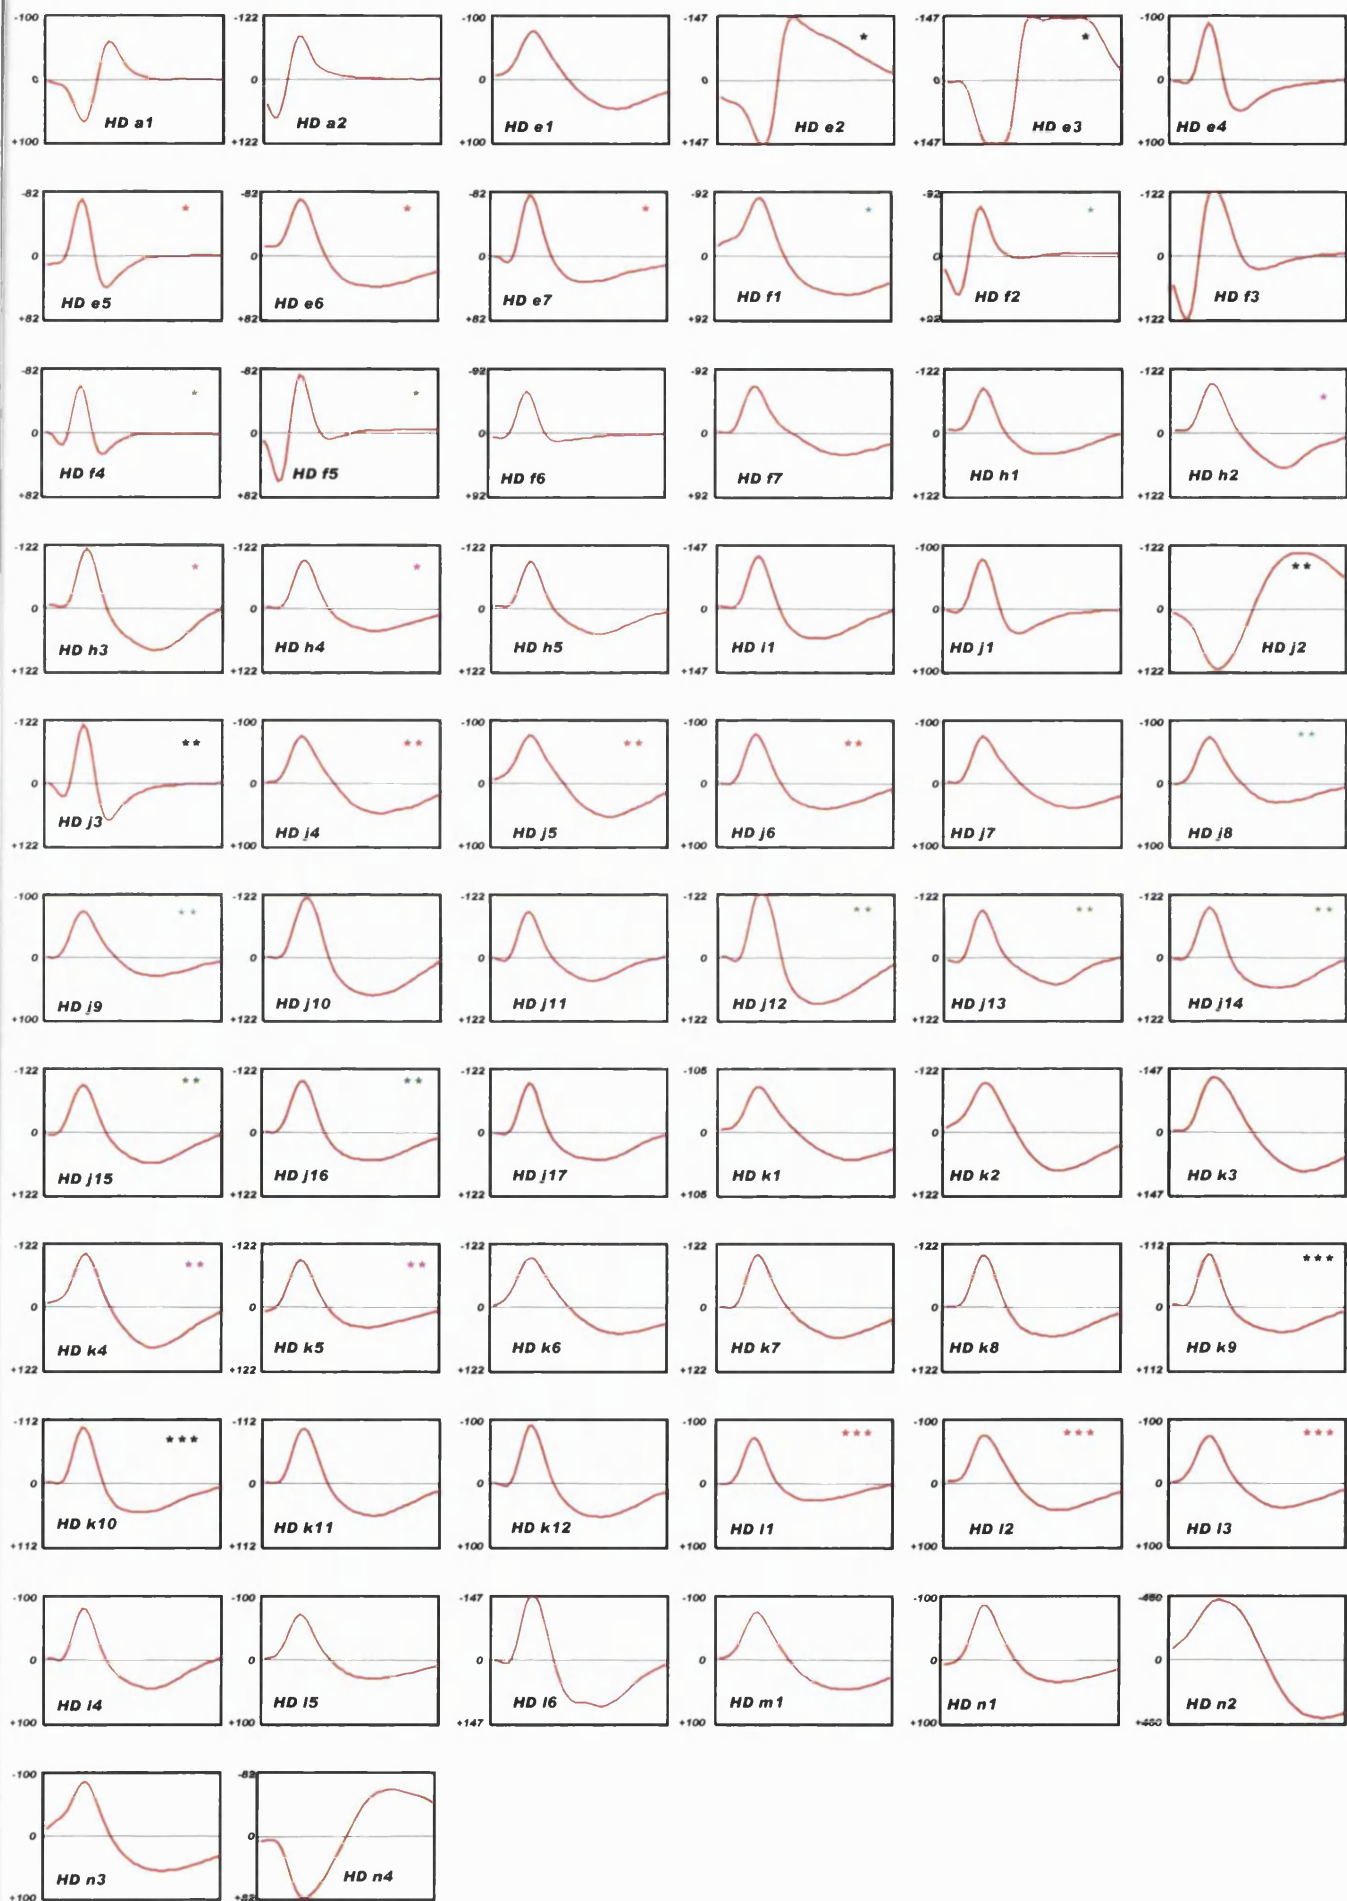 -100 -122 -100 -147 -147 -100
0 0 0 0 0 0
HD a1 HD a2 HD e1 HD e2 * HD e3 * HD e4
+100 +122 +100 +147 +147 +100
-82 -82 -82 -92 -92 -122
0 0 0 0 0 0
HD e5 * HD e6 * HD e7 * HD f1 * HD f2 * HD f3
+82 +82 +82 +92 +92 +122
-82 -82 -92 -92 -122 -122
0 0 0 0 0 0
HD f4 * HD f5 * HD f6 HD f7 HD h1 HD h2 *
+82 +82 +92 +92 +122 +122
-122 -122 -122 -147 -100 -122
0 0 0 0 0 0
HD h3 * HD h4 * HD h5 HD i1 HD j1 HD j2 **
+122 +122 +122 +147 +100 +122
-122 -100 -100 -100 -100 -100
0 0 0 0 0 0
HD j3 ** HD j4 ** HD j5 ** HD j6 ** HD j7 HD j8 **
+122 +100 +100 +100 +100 +100
-100 -122 -122 -122 -122 -122
0 0 0 0 0 0
HD j9 ** HD j10 HD j11 HD j12 ** HD j13 ** HD j14 **
+100 +122 +122 +122 +122 +122
-122 -122 -122 -105 -122 -147
0 0 0 0 0 0
HD j15 ** HD j16 ** HD j17 HD k1 HD k2 HD k3
+122 +122 +122 +105 +122 +147
-122 -122 -122 -122 -122 -112
0 0 0 0 0 0
HD k4 ** HD k5 ** HD k6 HD k7 HD k8 HD k9 ***
+122 +122 +122 +122 +122 +112
-112 -112 -100 -100 -100 -100
0 0 0 0 0 0
HD k10 *** HD k11 HD k12 HD l1 *** HD l2 *** HD l3 ***
+112 +112 +100 +100 +100 +100
-100 -100 -147 -100 -100
0 0 0 0 0 0
HD l4 HD l5 HD l6 HD m1 HD n1 HD n2
+100 +100 +147 +100 +100
-100 -82
0 0
HD n3 HD n4
+100 +82